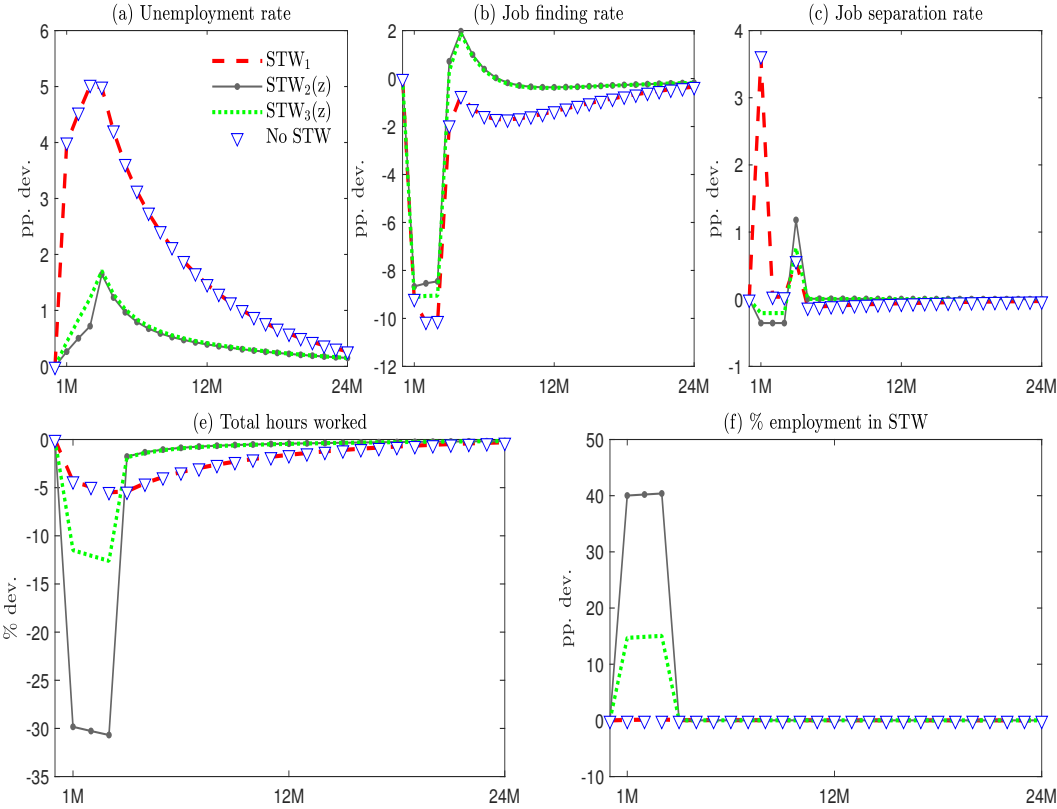 (a) Unemployment rate
6
5
4
3
2
1
0
pp. dev.
1M 12M 24M
STW1
STW2(z)
STW3(z)
No STW
(b) Job finding rate
2
0
-2
-4
-6
-8
-10
-12
pp. dev.
1M 12M 24M
(c) Job separation rate
4
3
2
1
0
-1
pp. dev.
1M 12M 24M
(e) Total hours worked
0
-5
-10
-15
-20
-25
-30
-35
% dev.
1M 12M 24M
(f) % employment in STW
50
40
30
20
10
0
-10
pp. dev.
1M 12M 24M